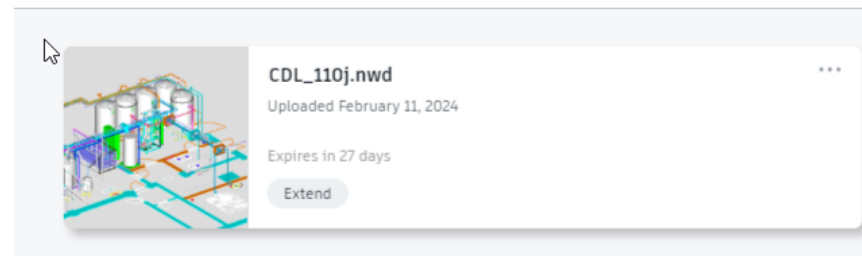 CDL_110j.nwd
Uploaded February 11, 2024
Expires in 27 days
Extend